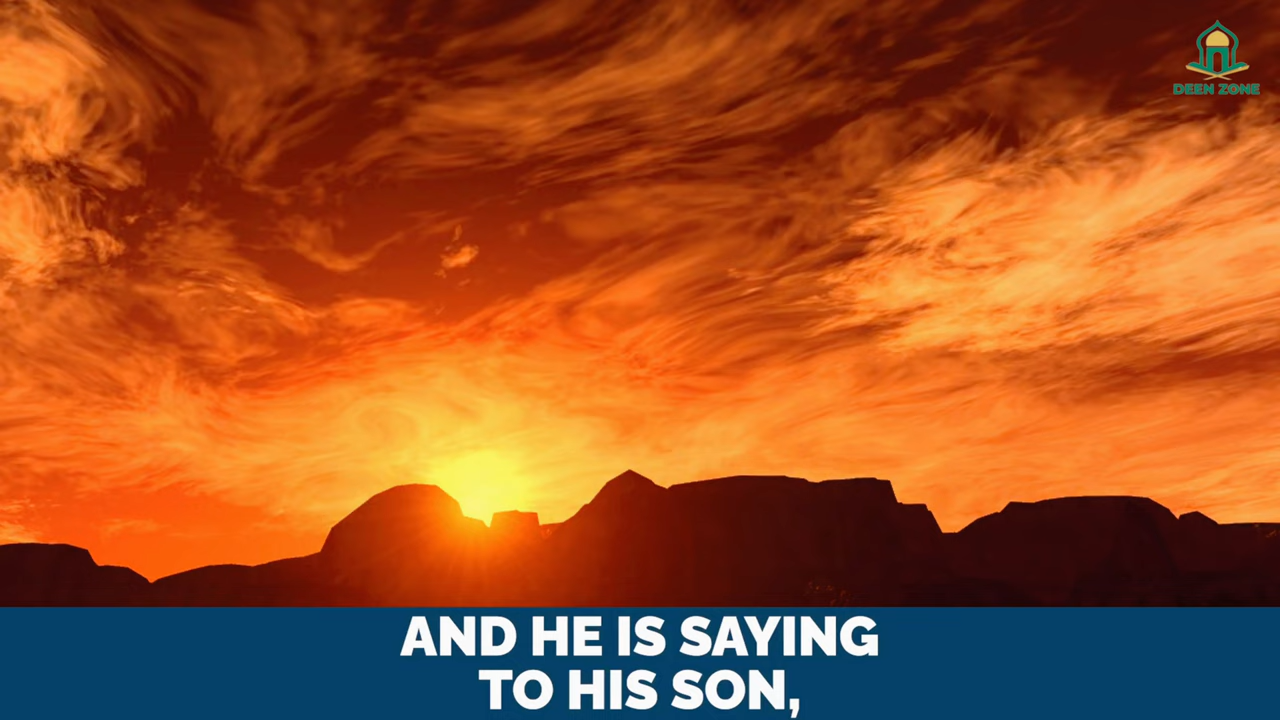 DEEN ZONE
AND HE IS SAYING
TO HIS SON,